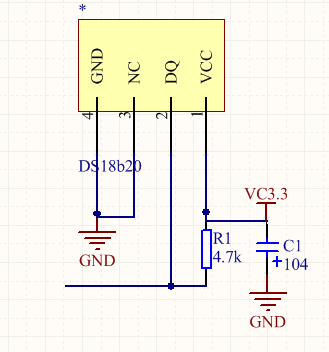 *
GND
NC
DQ
VCC
4
3
2
1
DS18b20
VC3.3
R1
4.7k
C1
104
GND
GND